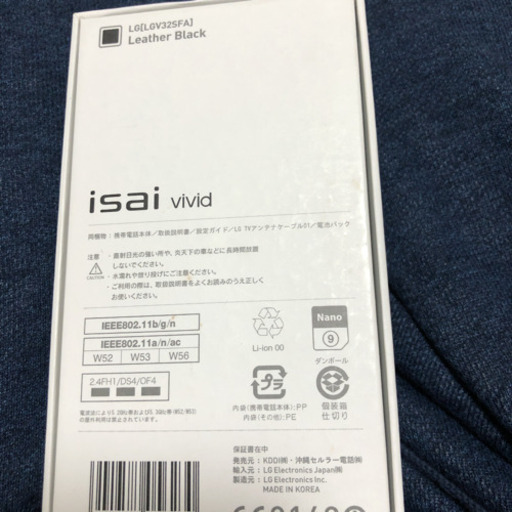 LG[LGV32SFA]
Leather Black
isai vivid
同梱物：携帯電話本体／取扱説明書／設定ガイド／LG TVアンテナケーブル01／電池パック
注意
・直射日光の強い所や、炎天下の車などに長時間放置しないでください。
・水濡れや放り投げにご注意ください。
・ご利用の際は、取扱説明書をよくお読みのうえ正しくお使いください。
CAUTION
IEEE802.11b/g/n
IEEE802.11a/n/ac
W52 W53 W56
2.4FH1/DS4/OF4
Li-ion 00
Nano
9
プラ
ダンボール
個装箱
仕切り
内袋(携帯電話本体)：PP
内袋(その他)：PE
保証書在中
発売元：KDDI㈱・沖縄セルラー電話㈱
輸入元：LG Electronics Japan㈱
製造元：LG Electronics Inc.
MADE IN KOREA